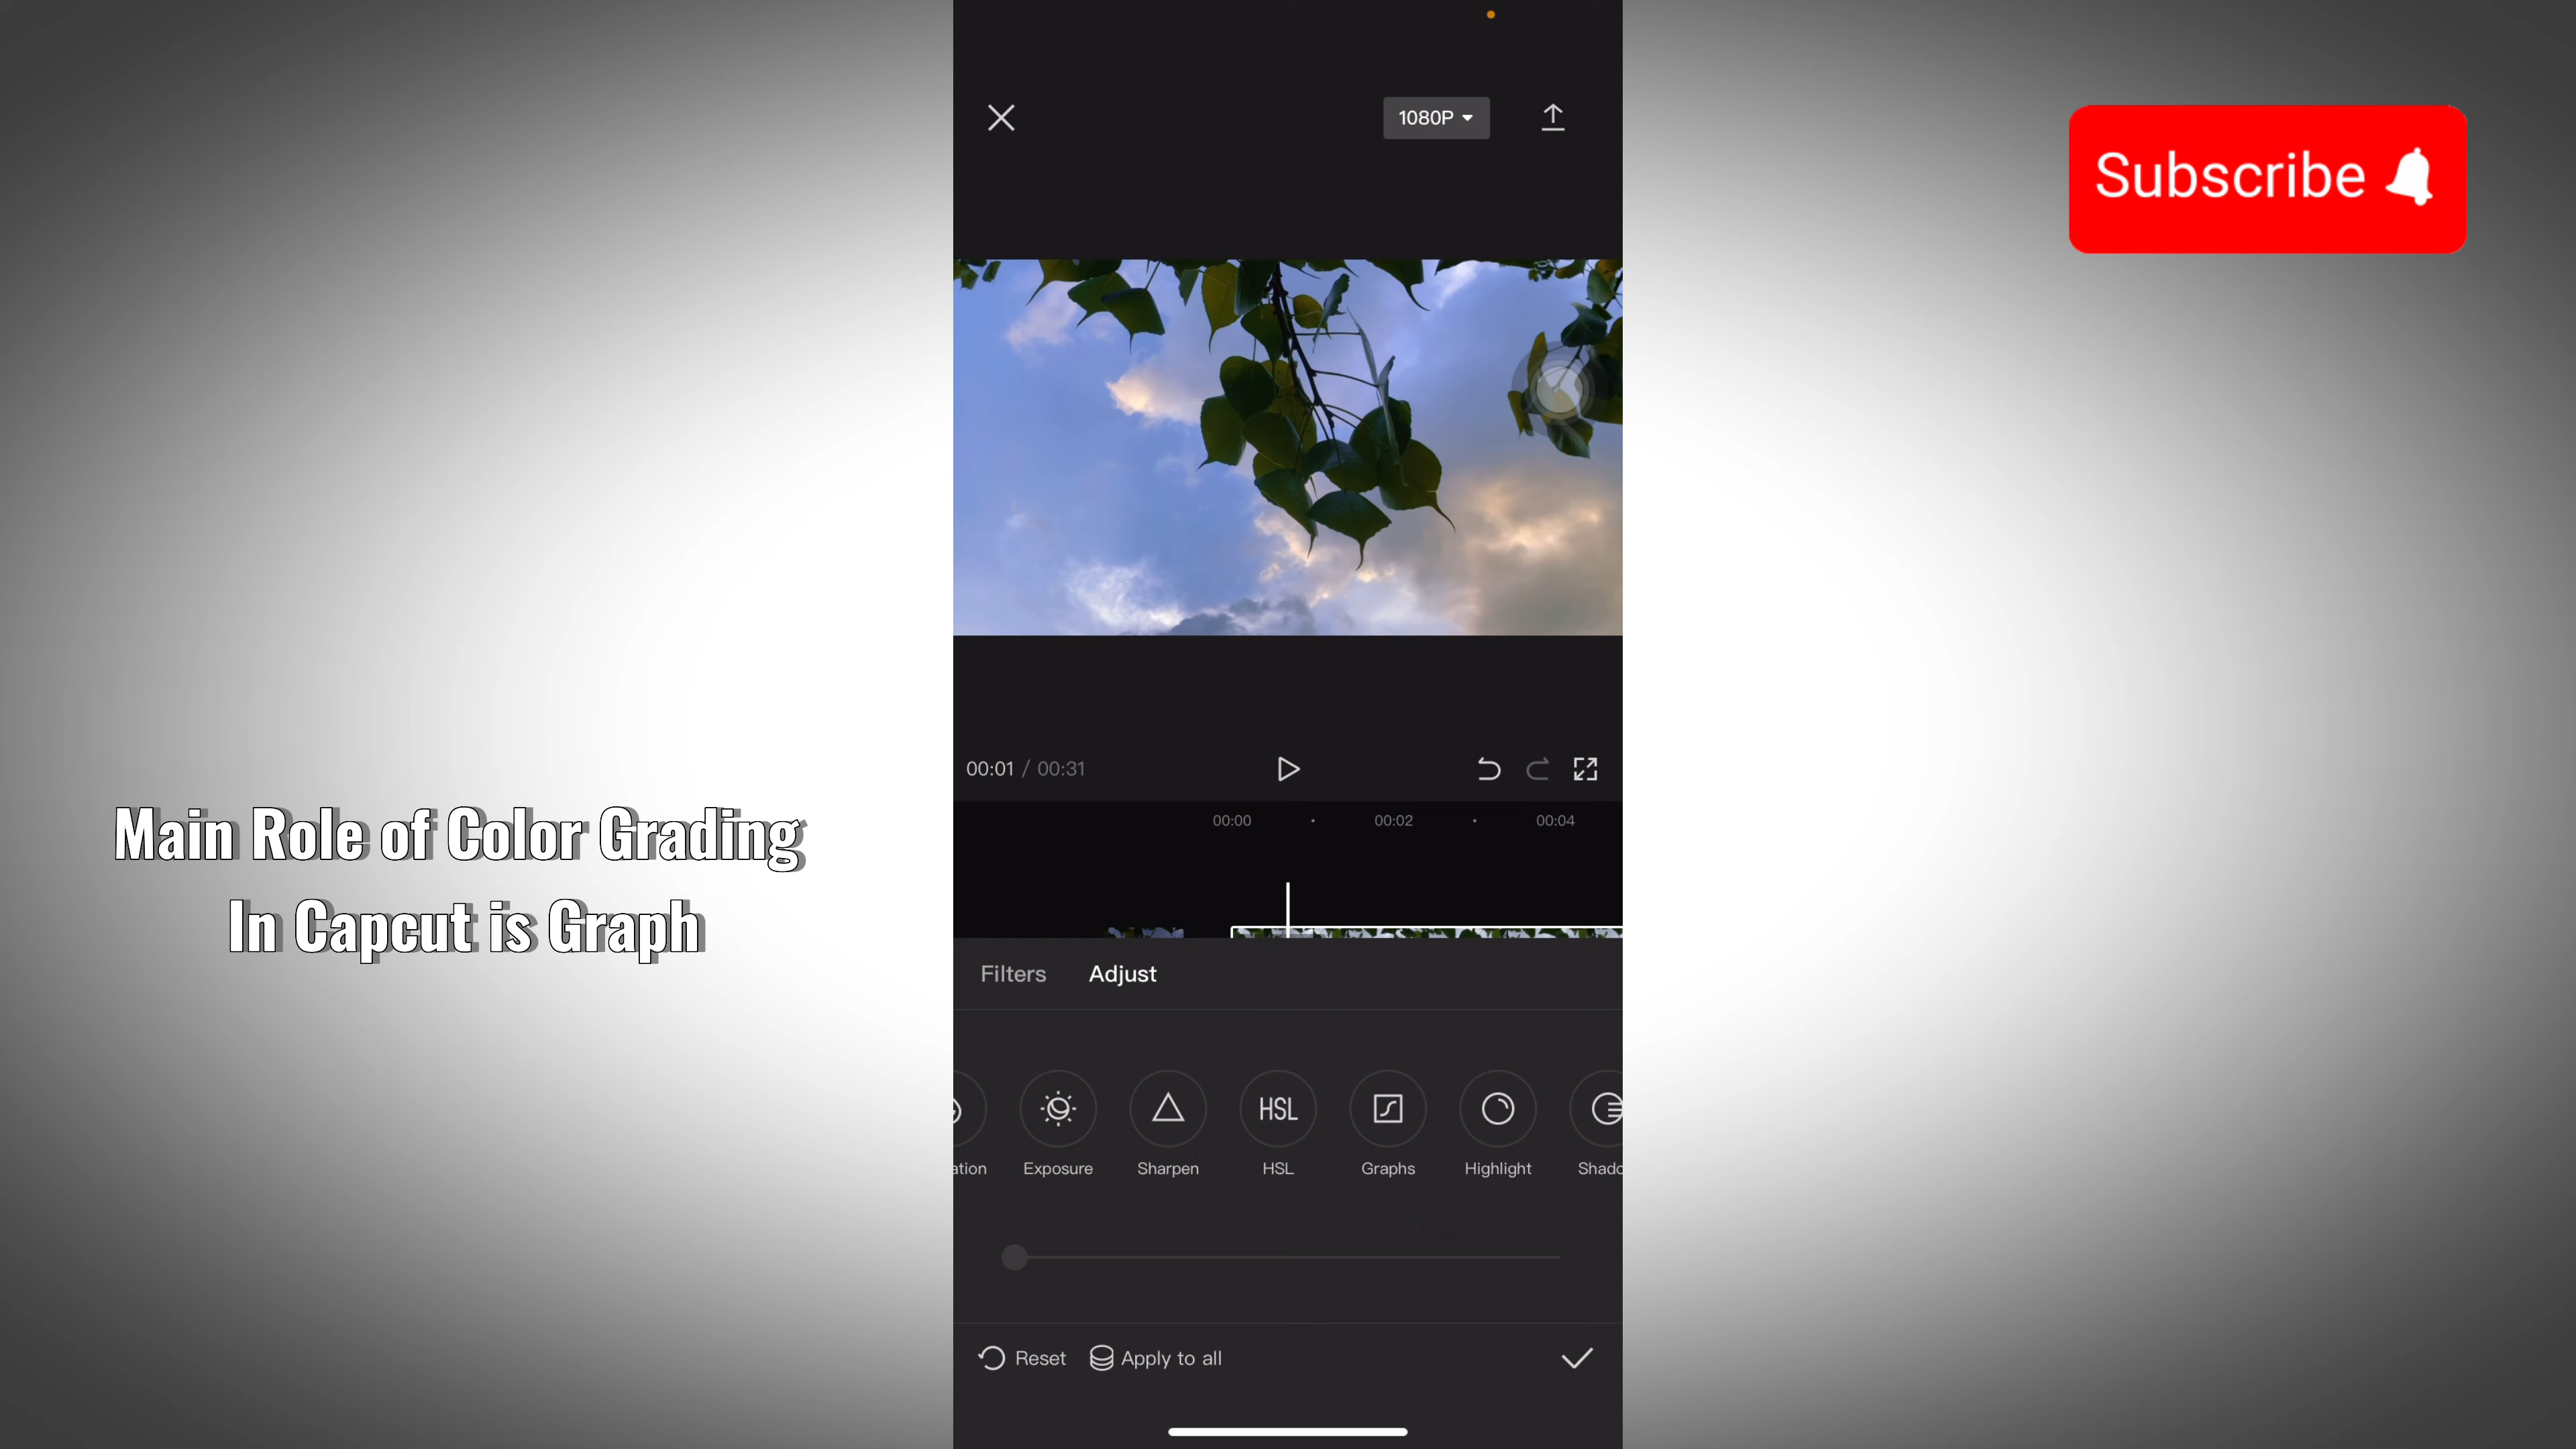 1080P
Subscribe
00:01 / 00:31
00:00
00:02
00:04
Main Role of Color Grading
In Capcut is Graph
Filters
Adjust
HSL
ation
Exposure
Sharpen
HSL
Graphs
Highlight
Shado
Reset
Apply to all